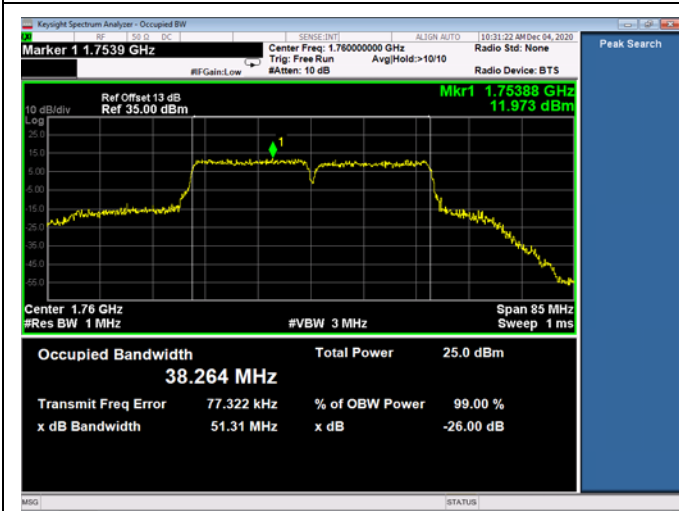 Keysight Spectrum Analyzer - Occupied BW
RF 50 Ω DC SENSE:INT ALIGN AUTO 10:31:22 AM Dec 04, 2020
Marker 1 1.7539 GHz Center Freq: 1.760000000 GHz Radio Std: None Peak Search
Trig: Free Run Avg|Hold:>10/10
#IFGain:Low #Atten: 10 dB Radio Device: BTS
Mkr1 1.75388 GHz
Ref Offset 13 dB
10 dB/div Ref 35.00 dBm 11.973 dBm
Log
25.0
15.0
1
5.00
-5.00
-15.0
-25.0
-35.0
-45.0
-55.0
Center 1.76 GHz Span 85 MHz
#Res BW 1 MHz #VBW 3 MHz Sweep 1 ms
Occupied Bandwidth Total Power 25.0 dBm
38.264 MHz
Transmit Freq Error 77.322 kHz % of OBW Power 99.00 %
x dB Bandwidth 51.31 MHz x dB -26.00 dB
MSG STATUS